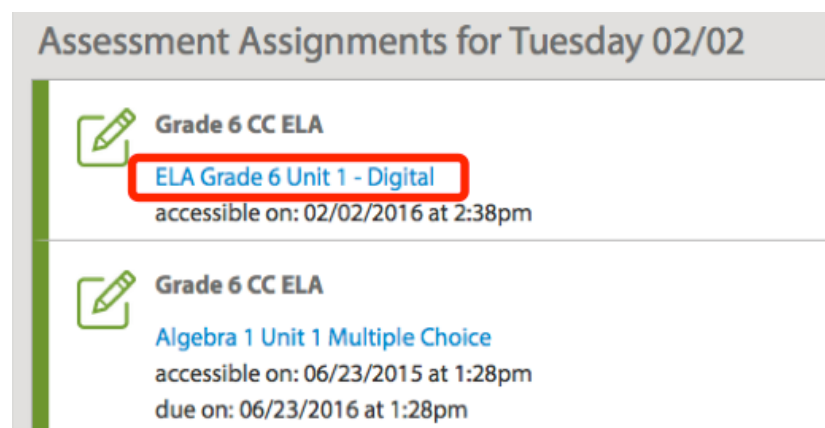 Assessment Assignments for Tuesday 02/02
Grade 6 CC ELA
ELA Grade 6 Unit 1 - Digital
accessible on: 02/02/2016 at 2:38pm
Grade 6 CC ELA
Algebra 1 Unit 1 Multiple Choice
accessible on: 06/23/2015 at 1:28pm
due on: 06/23/2016 at 1:28pm